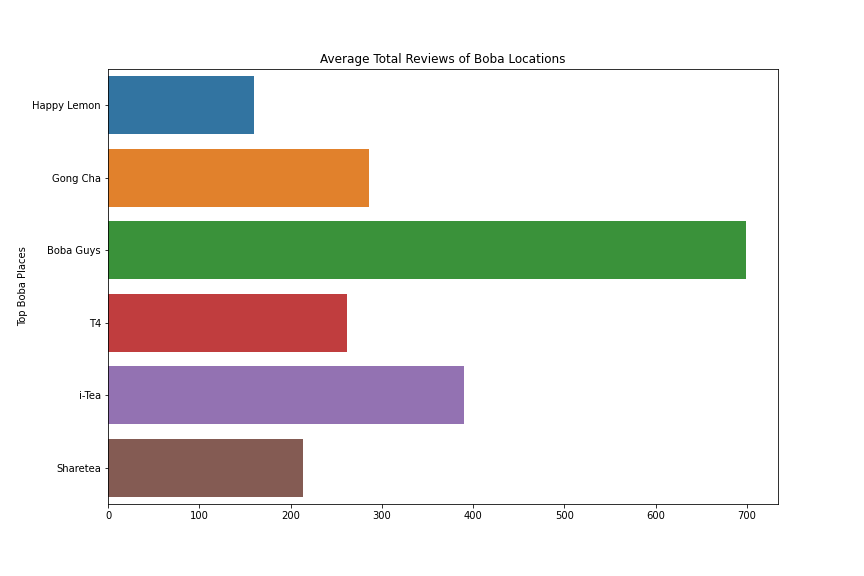 Average Total Reviews of Boba Locations
Top Boba Places
Happy Lemon
Gong Cha
Boba Guys
T4
i-Tea
Sharetea
0 100 200 300 400 500 600 700